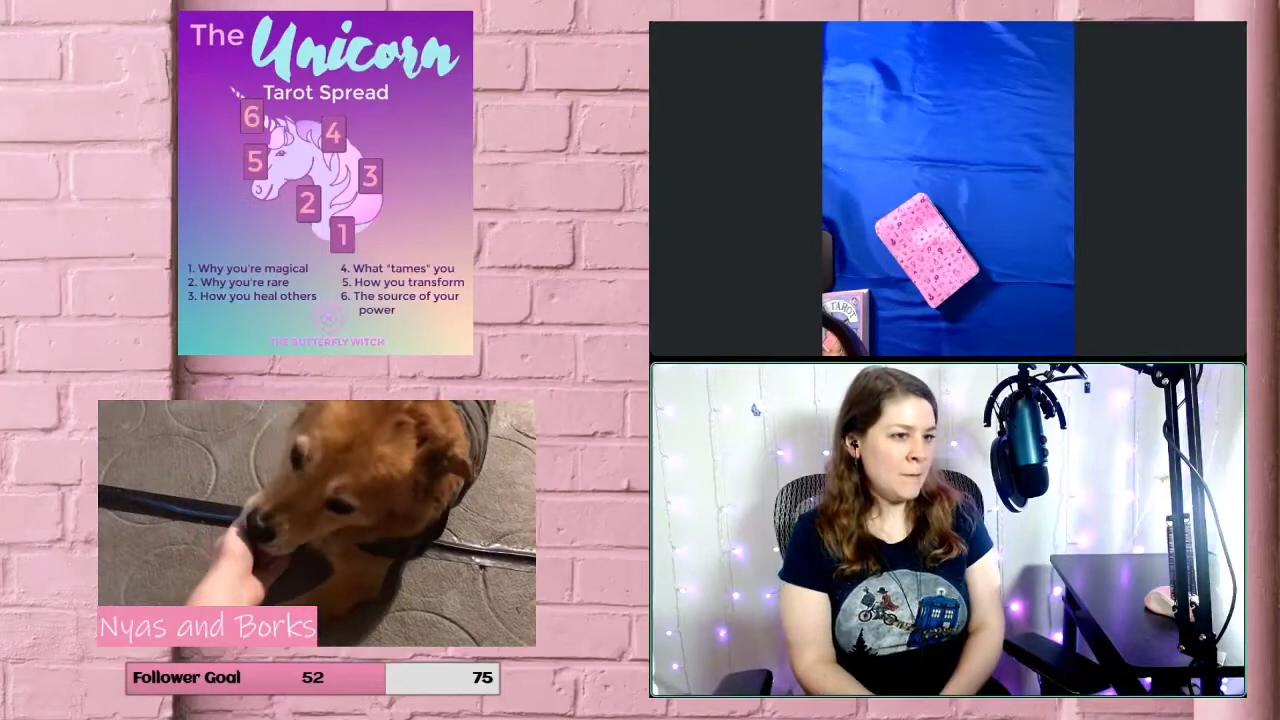 The Unicorn
Tarot Spread
6
4
5
3
2
1
1. Why you're magical
2. Why you're rare
3. How you heal others
4. What "tames" you
5. How you transform
6. The source of your
power
THE BUTTERFLY WITCH
TAROT
Nyas and Borks
Follower Goal 52 75